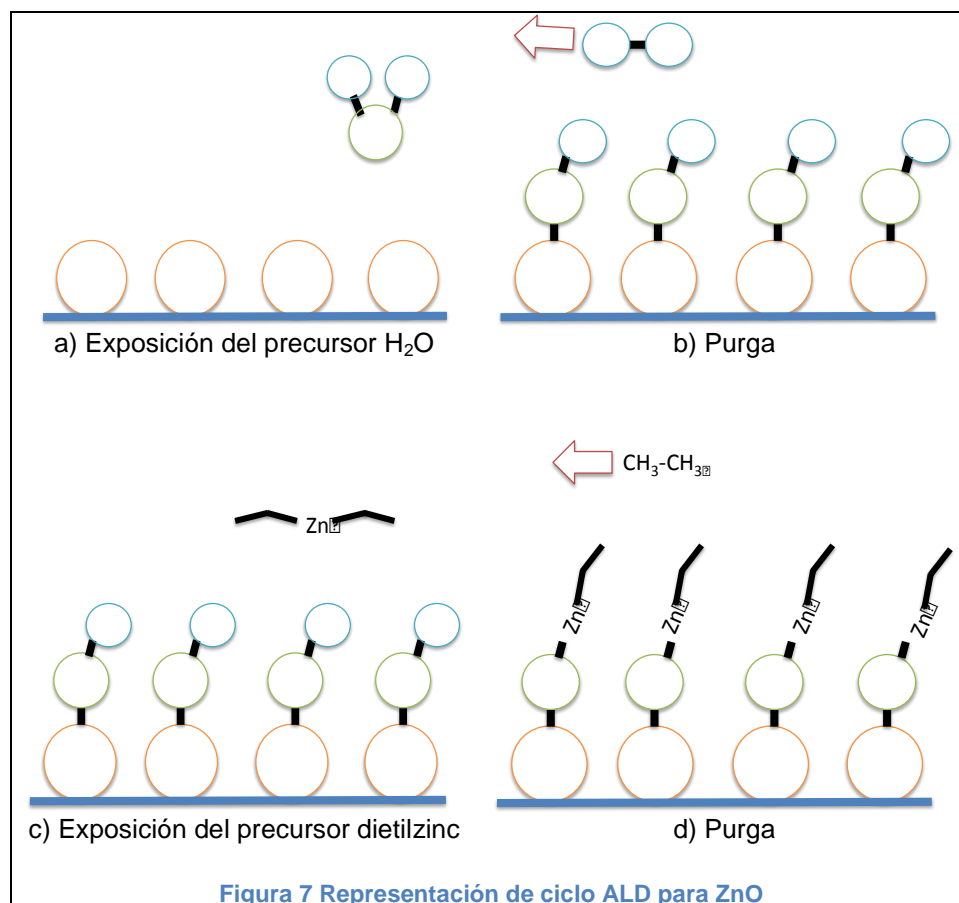 a) Exposición del precursor H₂O
b) Purga
CH₃-CH₃
Zn
Zn
Zn
Zn
Zn
c) Exposición del precursor dietilzinc
d) Purga
Figura 7 Representación de ciclo ALD para ZnO